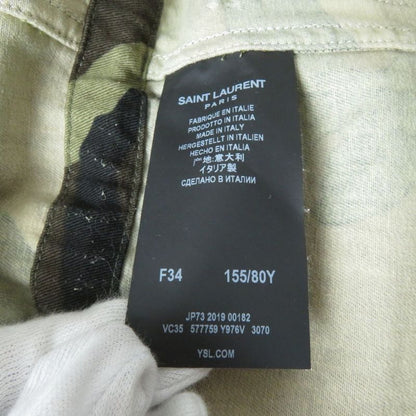 SAINT LAURENT
PARIS
FABRIQUÉ EN ITALIE
PRODOTTO IN ITALIA
MADE IN ITALY
HERGESTELLT IN ITALIEN
HECHO EN ITALIA
产地:意大利
イタリア製
СДЕЛАНО В ИТАЛИИ
F34 155/80Y
JP73 2019 00182
VC35 577759 Y976V 3070
YSL.COM